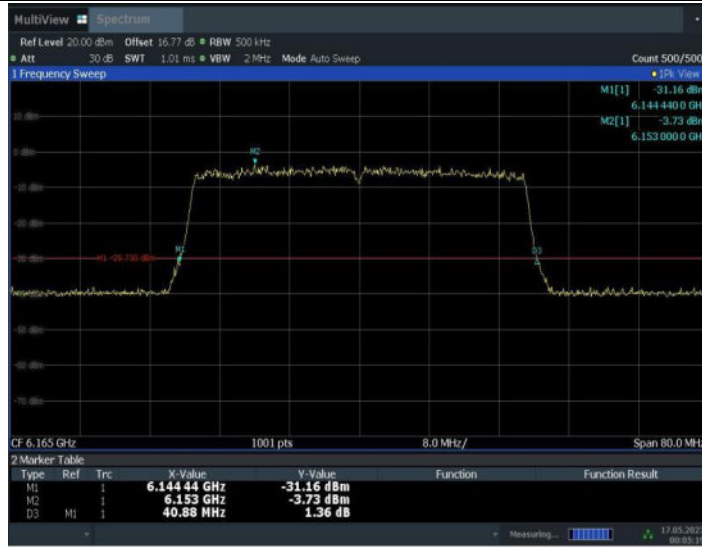 MultiView Spectrum
Ref Level 20.00 dBm Offset 16.77 dB RBW 500 kHz
Att 30 dB SWT 1.01 ms VBW 2 MHz Mode Auto Sweep Count 500/500
1 Frequency Sweep 1Pk View
M1[1] -31.16 dBm
6.144 440 0 GH
M2[1] -3.73 dBm
6.153 000 0 GH
10 dBm
0 dBm
M2
-10 dBm
-20 dBm
M1 D3
-30 dBm H1 -29.730 dBm
-50 dBm
-60 dBm
-70 dBm
CF 6.165 GHz 1001 pts 8.0 MHz/ Span 80.0 MHz
2 Marker Table
Type Ref Trc X-Value Y-Value Function Function Result
M1 1 6.144 44 GHz -31.16 dBm
M2 1 6.153 GHz -3.73 dBm
D3 M1 1 40.88 MHz 1.36 dB
Measuring... 17.05.202
00:05:19